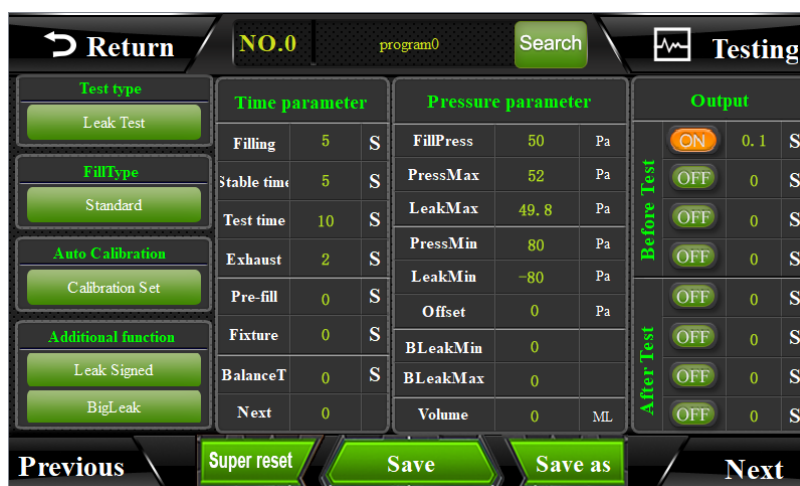 Return
NO.0
program0
Search
Testing
Test type
Leak Test
FillType
Standard
Auto Calibration
Calibration Set
Additional function
Leak Signed
BigLeak
Time parameter
Filling 5 S
Stable time 5 S
Test time 10 S
Exhaust 2 S
Pre-fill 0 S
Fixture 0 S
BalanceT 0 S
Next 0
Pressure parameter
FillPress 50 Pa
PressMax 52 Pa
LeakMax 49.8 Pa
PressMin 80 Pa
LeakMin -80 Pa
Offset 0 Pa
BLeakMin 0
BLeakMax 0
Volume 0 ML
Output
Before Test
ON 0.1 S
OFF 0 S
OFF 0 S
OFF 0 S
After Test
OFF 0 S
OFF 0 S
OFF 0 S
OFF 0 S
Previous
Super reset
Save
Save as
Next